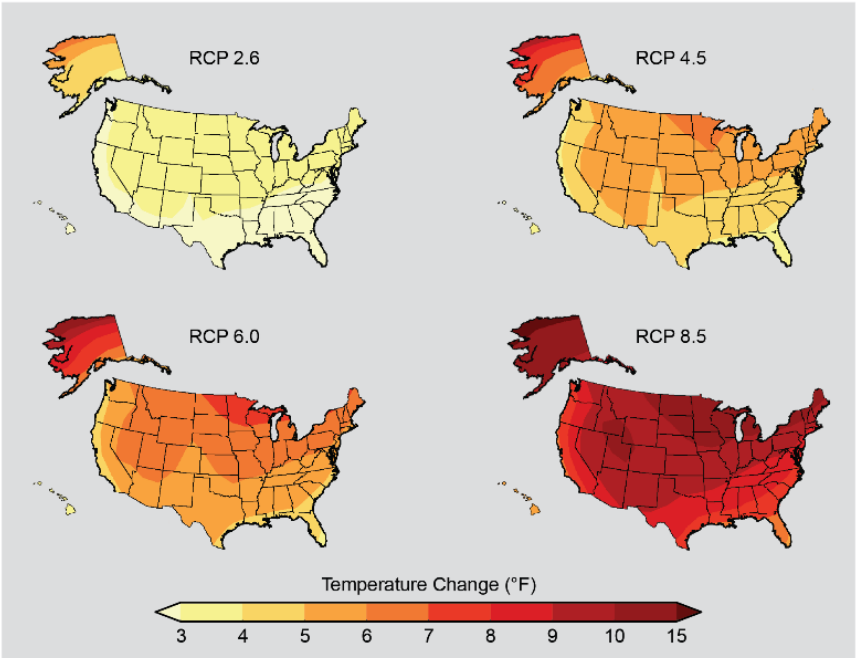 RCP 2.6
RCP 4.5
RCP 6.0
RCP 8.5
Temperature Change (°F)
3 4 5 6 7 8 9 10 15